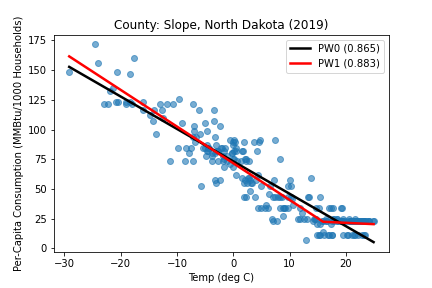 County: Slope, North Dakota (2019)
PW0 (0.865)
PW1 (0.883)
Per-Capita Consumption (MMBtu/1000 Households)
175
150
125
100
75
50
25
0
−30 −20 −10 0 10 20
Temp (deg C)